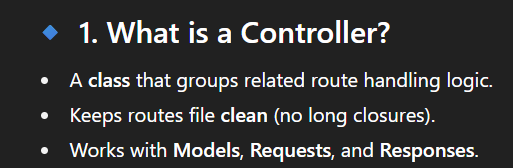 🔹 1. What is a Controller?
• A class that groups related route handling logic.
• Keeps routes file clean (no long closures).
• Works with Models, Requests, and Responses.